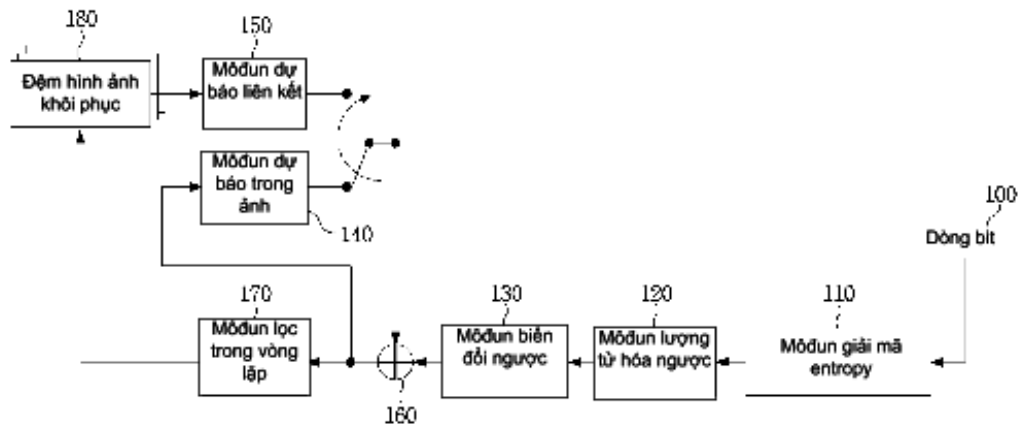 180
150
Đệm hình ảnh
khôi phục
Môđun dự
báo liên kết
Môđun dự
báo trong
ảnh
140
100
Dòng bit
170
130
120
110
Môđun lọc
trong vòng
lặp
Môđun biến
đổi ngược
Môđun lượng
tử hóa ngược
Môđun giải mã
entropy
160